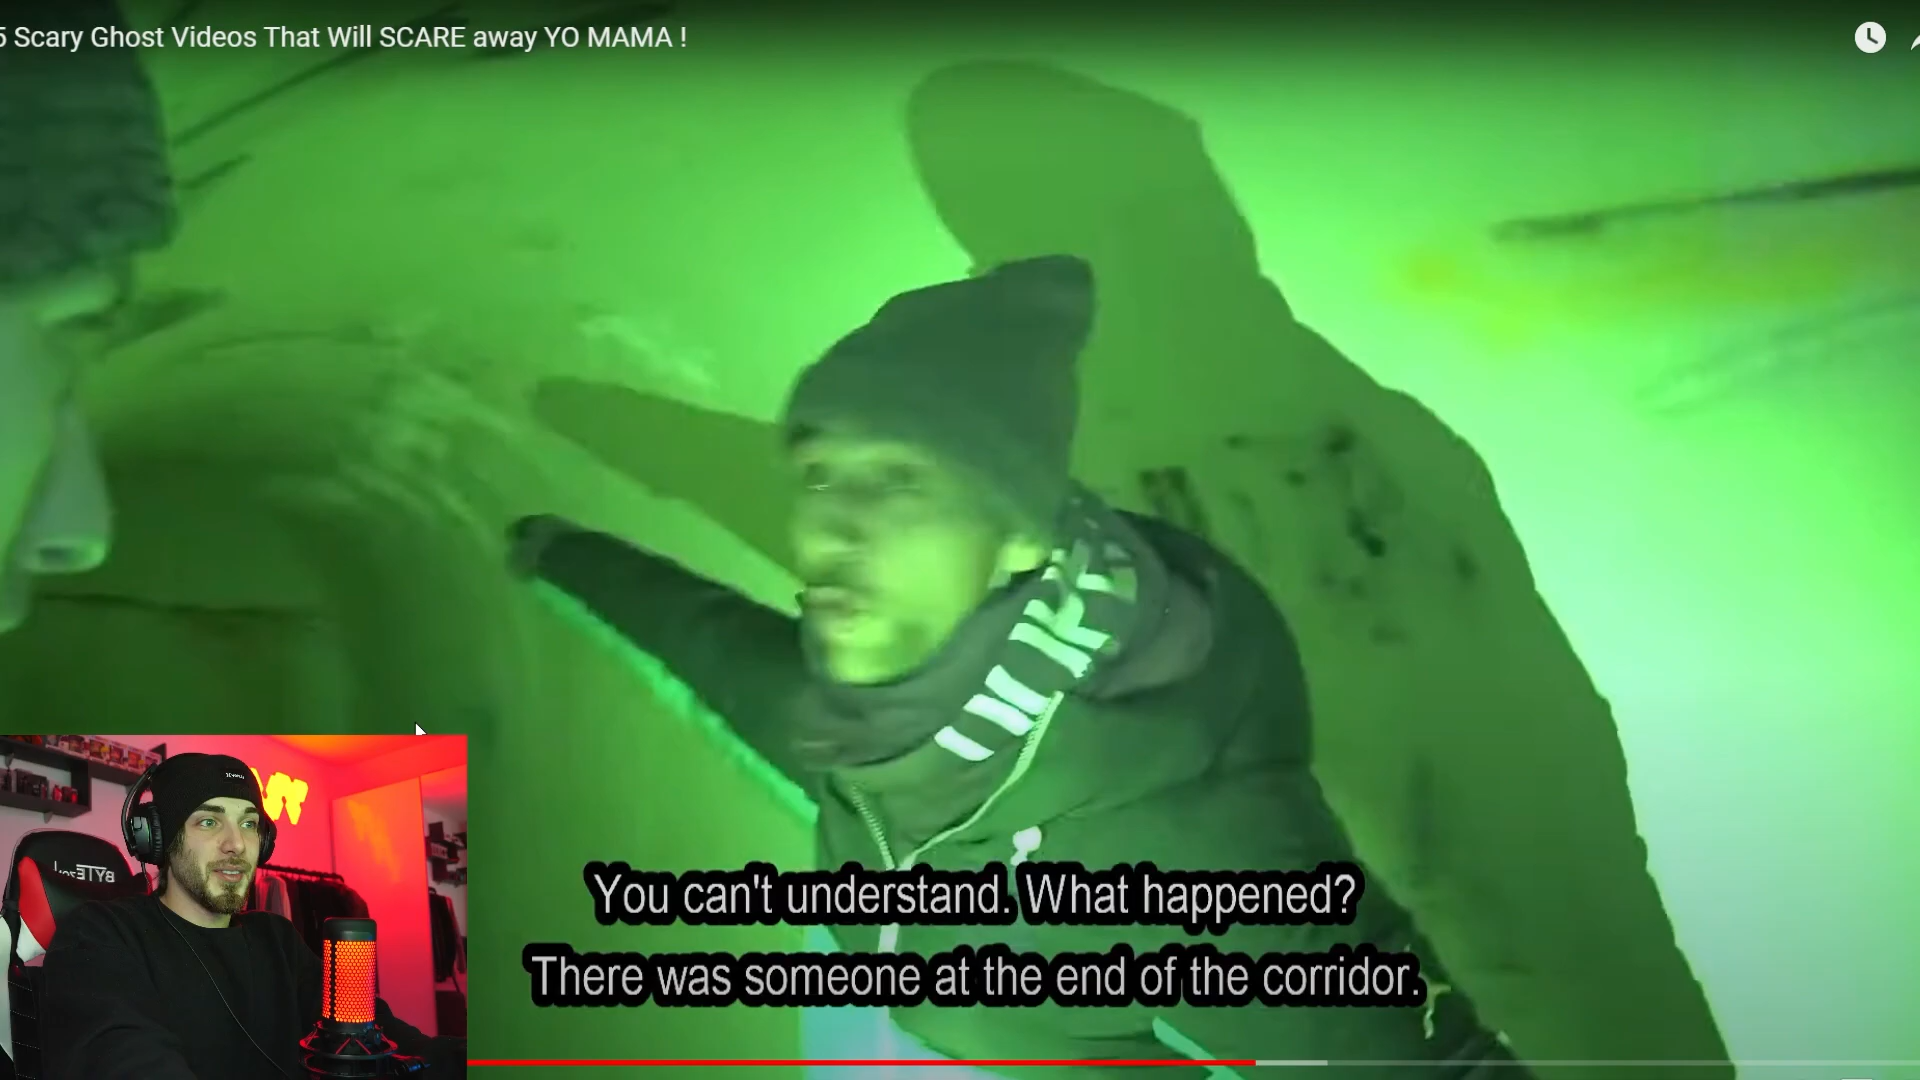 5 Scary Ghost Videos That Will SCARE away YO MAMA !
You can't understand. What happened?
There was someone at the end of the corridor.